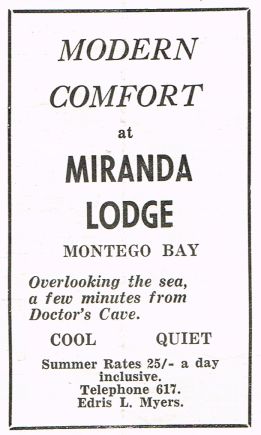 MODERN
COMFORT
at
MIRANDA
LODGE
MONTEGO BAY
Overlooking the sea,
a few minutes from
Doctor's Cave.
COOL QUIET
Summer Rates 25/- a day
inclusive.
Telephone 617.
Edris L. Myers.